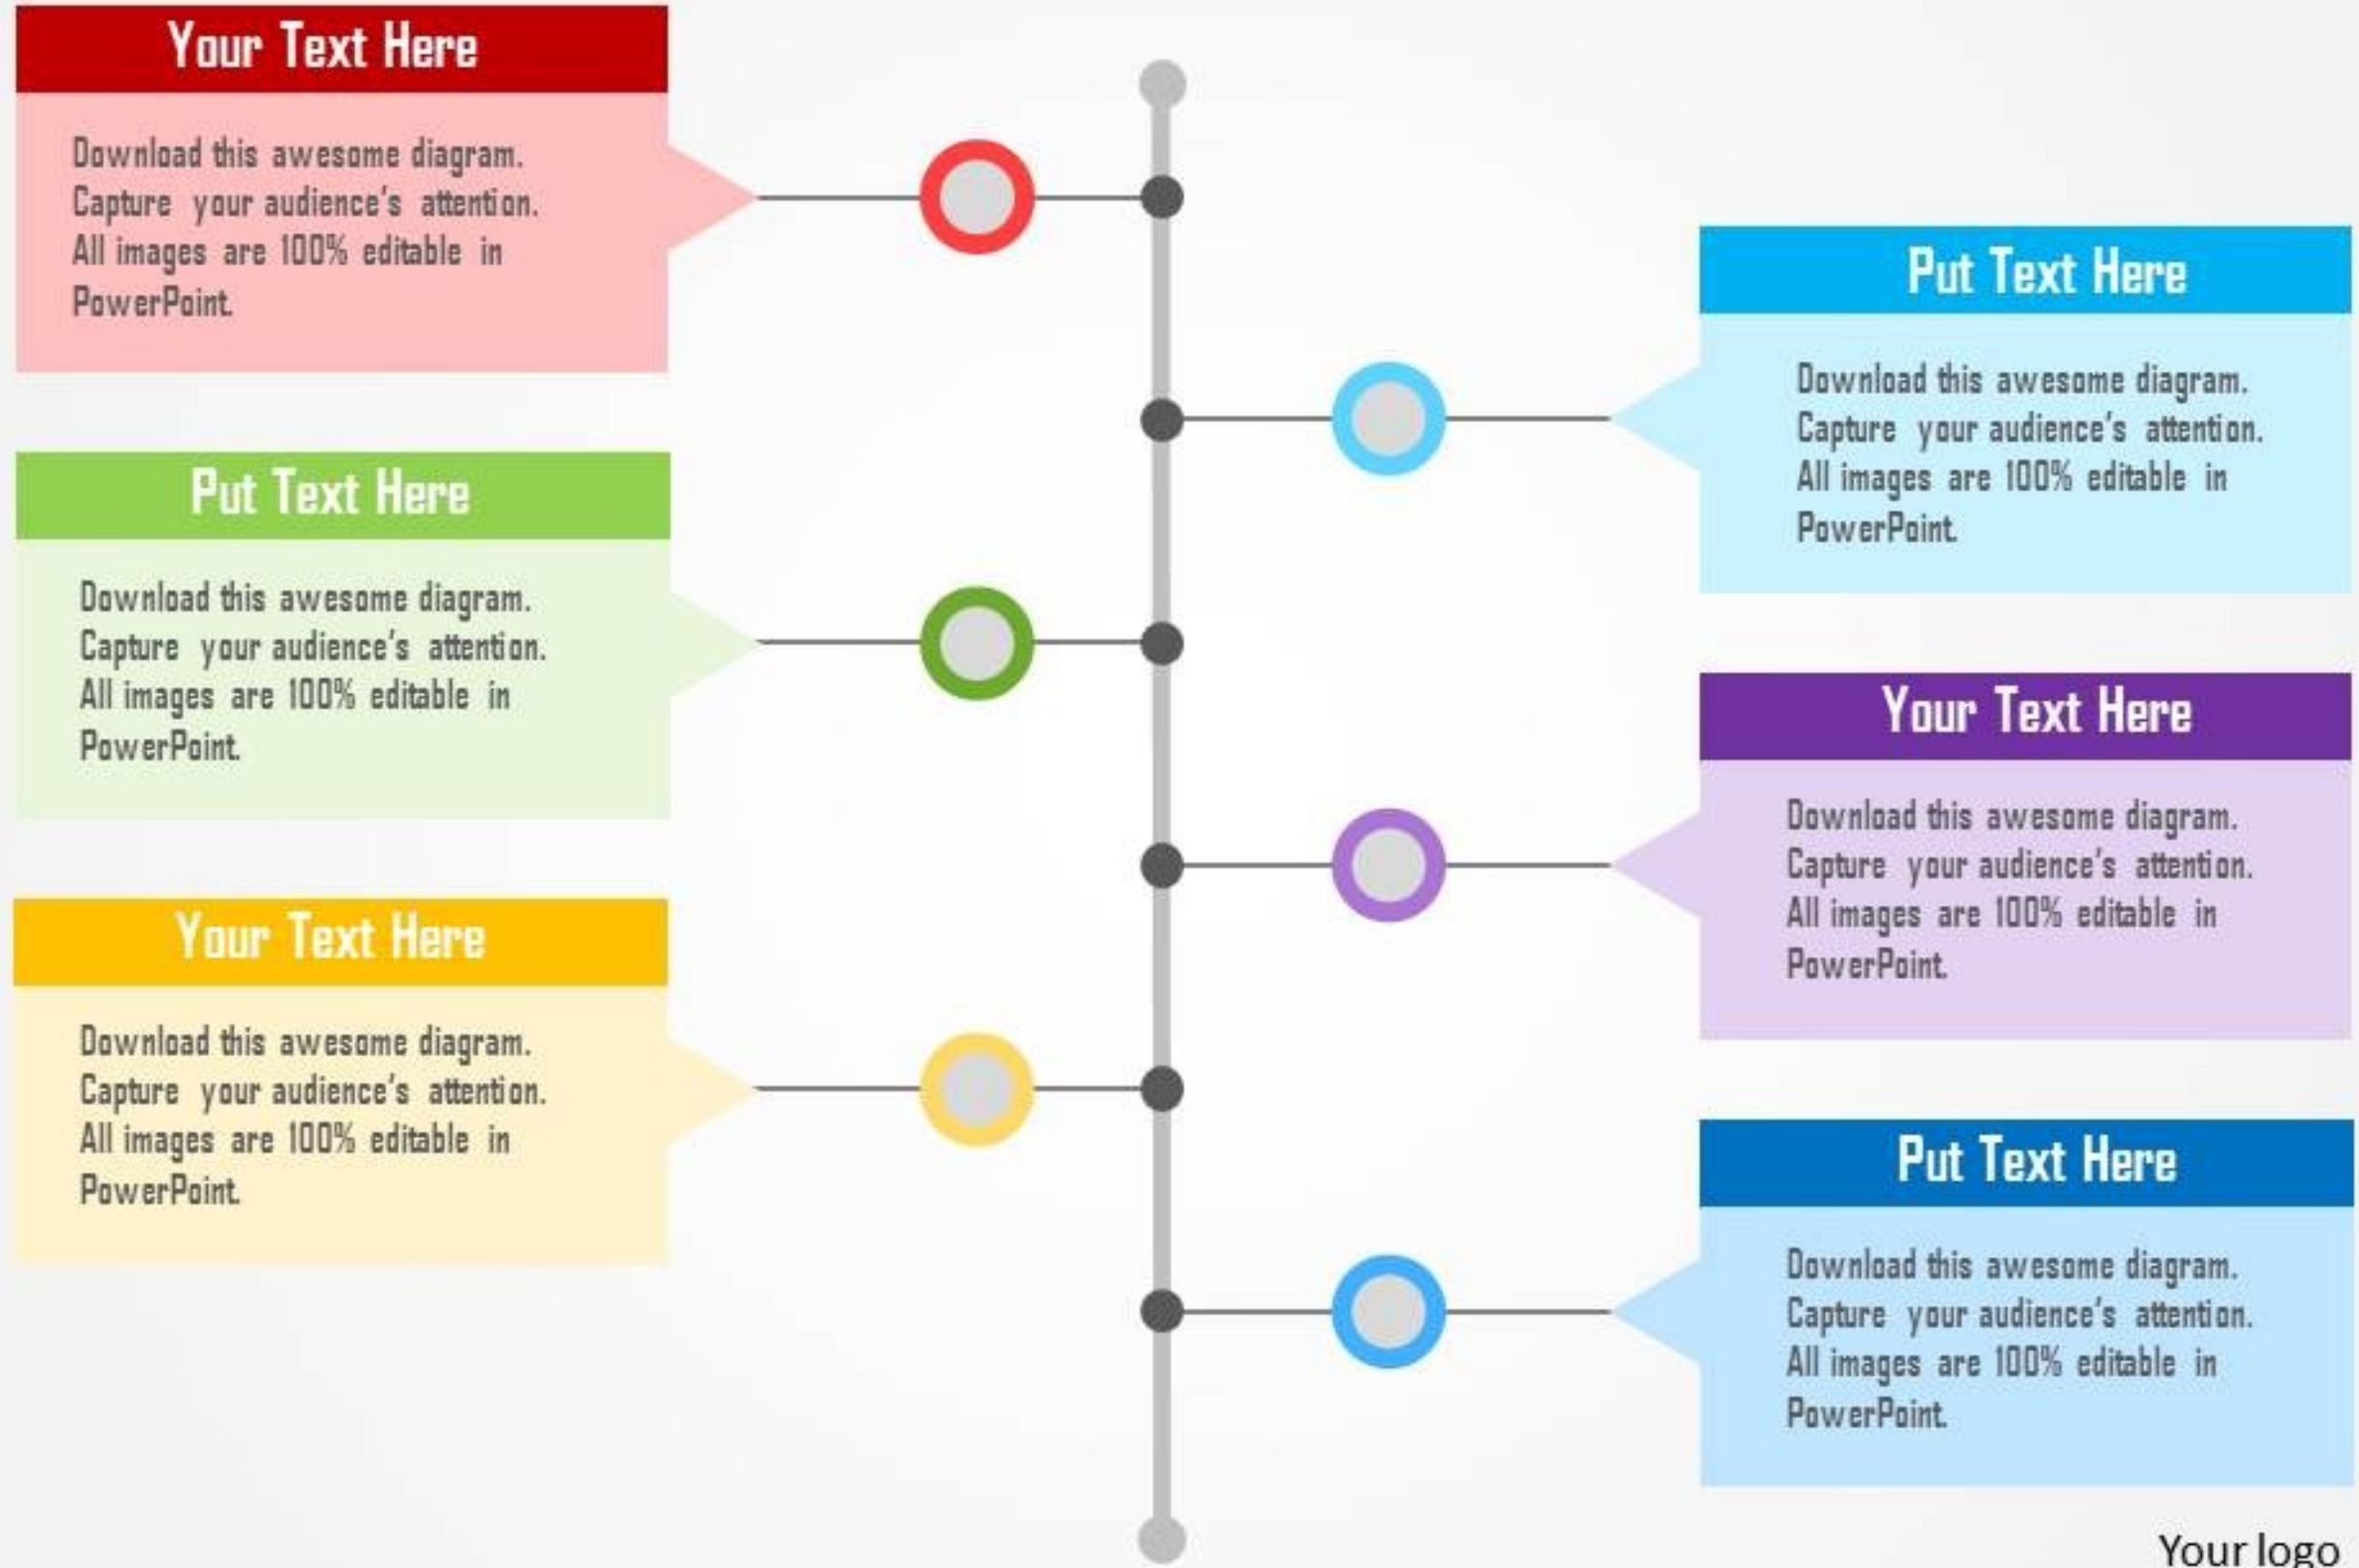 Your Text Here
Download this awesome diagram.
Capture your audience's attention.
All images are 100% editable in
PowerPoint.
Put Text Here
Download this awesome diagram.
Capture your audience's attention.
All images are 100% editable in
PowerPoint.
Put Text Here
Download this awesome diagram.
Capture your audience's attention.
All images are 100% editable in
PowerPoint.
Your Text Here
Download this awesome diagram.
Capture your audience's attention.
All images are 100% editable in
PowerPoint.
Your Text Here
Download this awesome diagram.
Capture your audience's attention.
All images are 100% editable in
PowerPoint.
Put Text Here
Download this awesome diagram.
Capture your audience's attention.
All images are 100% editable in
PowerPoint.
Your logo